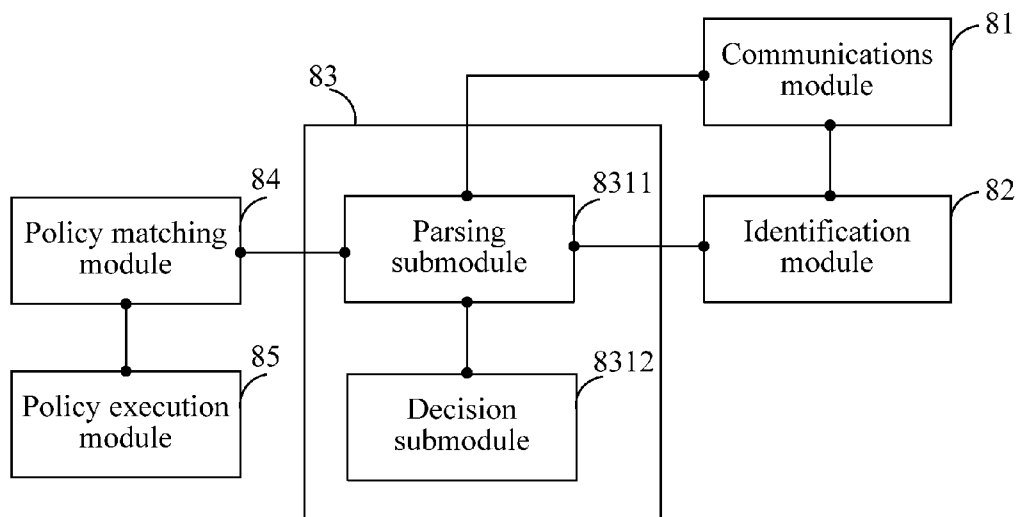 81
Communications
module
83
84
Policy matching
module
8311
Parsing
submodule
82
Identification
module
85
Policy execution
module
8312
Decision
submodule